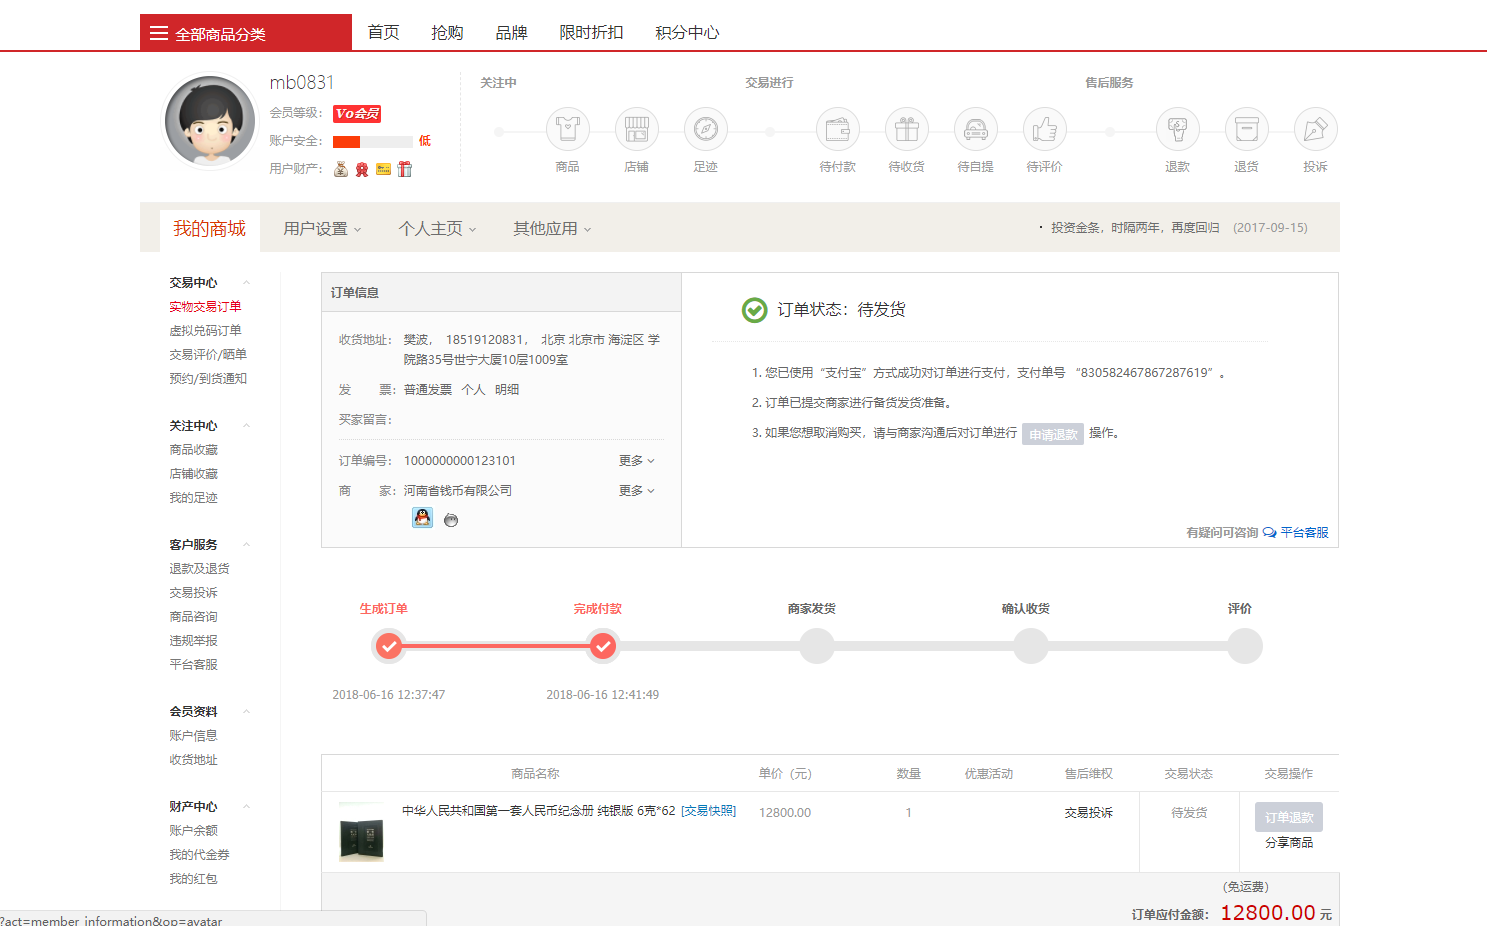 全部商品分类 首页 抢购 品牌 限时折扣 积分中心
mb0831
会员等级： Vo会员
账户安全： 低
用户财产：
关注中 交易进行 售后服务
商品 店铺 足迹 待付款 待收货 待自提 待评价 退款 退货 投诉
我的商城 用户设置 个人主页 其他应用 · 投资金条，时隔两年，再度回归 (2017-09-15)
交易中心
实物交易订单
虚拟兑码订单
交易评价/晒单
预约/到货通知
关注中心
商品收藏
店铺收藏
我的足迹
客户服务
退款及退货
交易投诉
商品咨询
违规举报
平台客服
会员资料
账户信息
收货地址
财产中心
账户余额
我的代金券
我的红包
订单信息
收货地址： 樊波， 18519120831， 北京 北京市 海淀区 学
院路35号世宁大厦10层1009室
发 票： 普通发票 个人 明细
买家留言：
订单编号： 1000000000123101 更多
商 家： 河南省钱币有限公司 更多
订单状态：待发货
1. 您已使用“支付宝”方式成功对订单进行支付，支付单号 “830582467867287619”。
2. 订单已提交商家进行备货发货准备。
3. 如果您想取消购买，请与商家沟通后对订单进行 申请退款 操作。
有疑问可咨询 平台客服
生成订单 完成付款 商家发货 确认收货 评价
2018-06-16 12:37:47 2018-06-16 12:41:49
商品名称 单价（元） 数量 优惠活动 售后维权 交易状态 交易操作
中华人民共和国第一套人民币纪念册 纯银版 6克*62 [交易快照] 12800.00 1 交易投诉 待发货 订单退款
分享商品
（免运费）
订单应付金额： 12800.00 元
?act=member_information&op=avatar